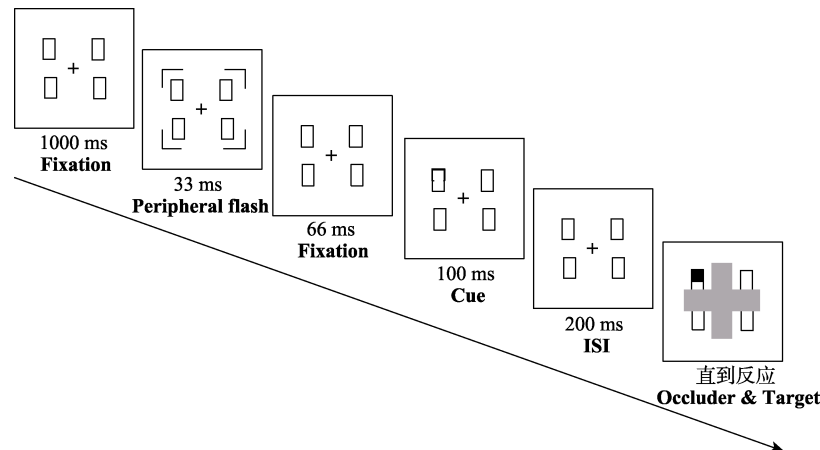 1000 ms
Fixation
33 ms
Peripheral flash
66 ms
Fixation
100 ms
Cue
200 ms
ISI
直到反应
Occluder & Target